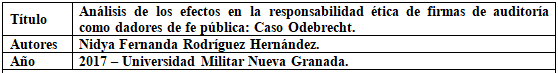 Título
Análisis de los efectos en la responsabilidad ética de firmas de auditoría
como dadores de fe pública: Caso Odebrecht.
Autores
Nidya Fernanda Rodríguez Hernández.
Año
2017 – Universidad Militar Nueva Granada.